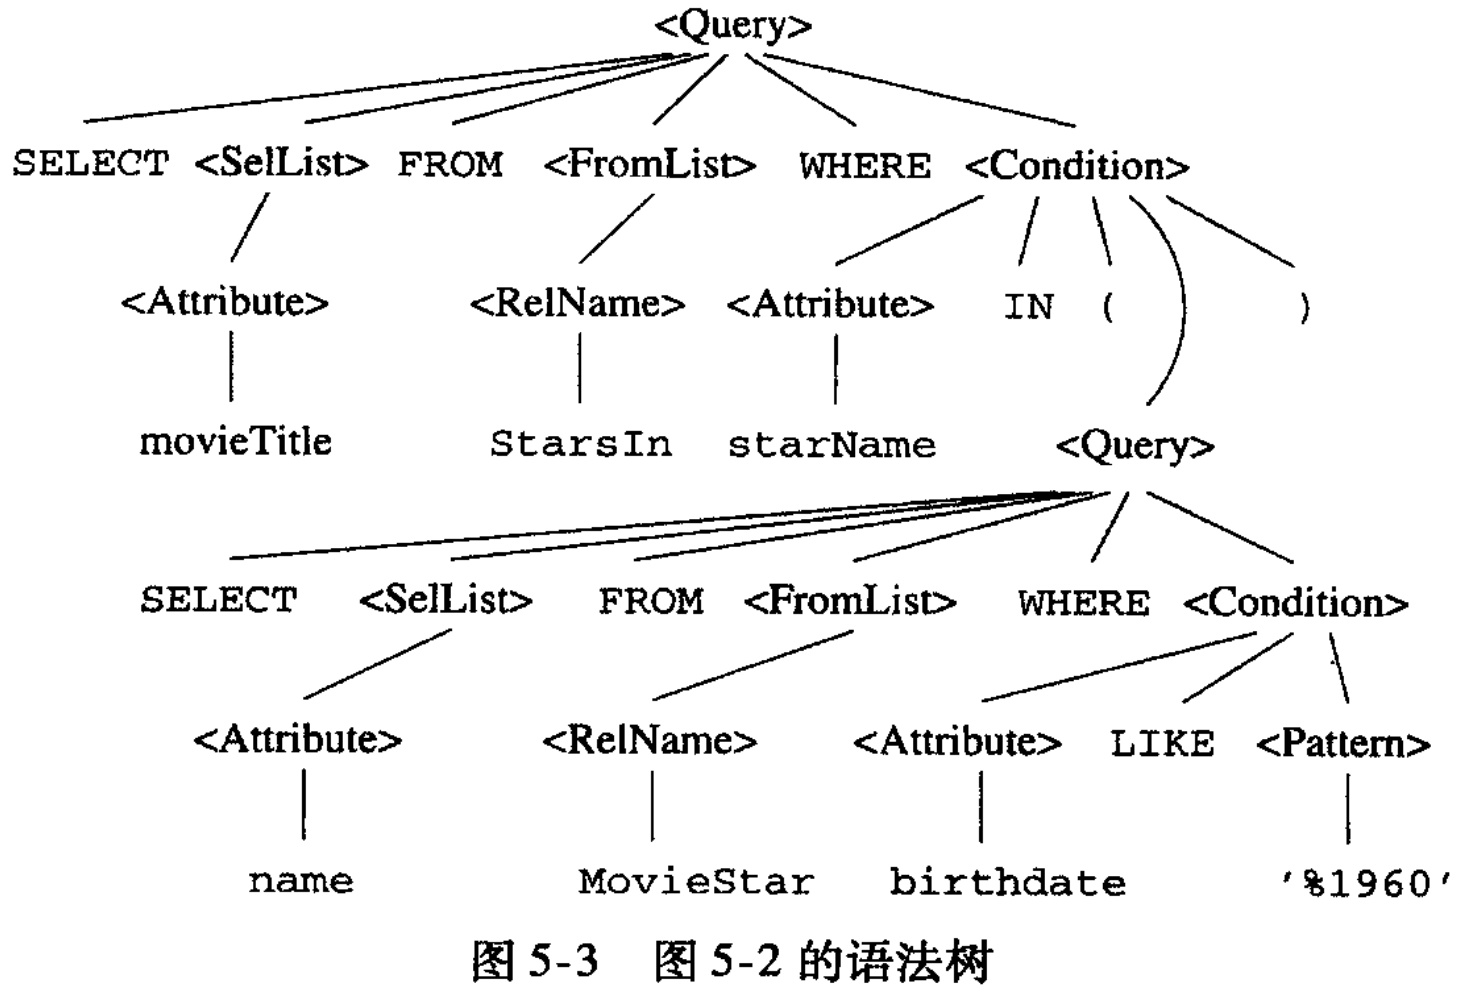 <Query>
SELECT <SelList> FROM <FromList> WHERE <Condition>
<Attribute> <RelName> <Attribute> IN ( )
movieTitle StarsIn starName <Query>
SELECT <SelList> FROM <FromList> WHERE <Condition>
<Attribute> <RelName> <Attribute> LIKE <Pattern>
name MovieStar birthdate '%1960'
图 5-3 图 5-2 的语法树